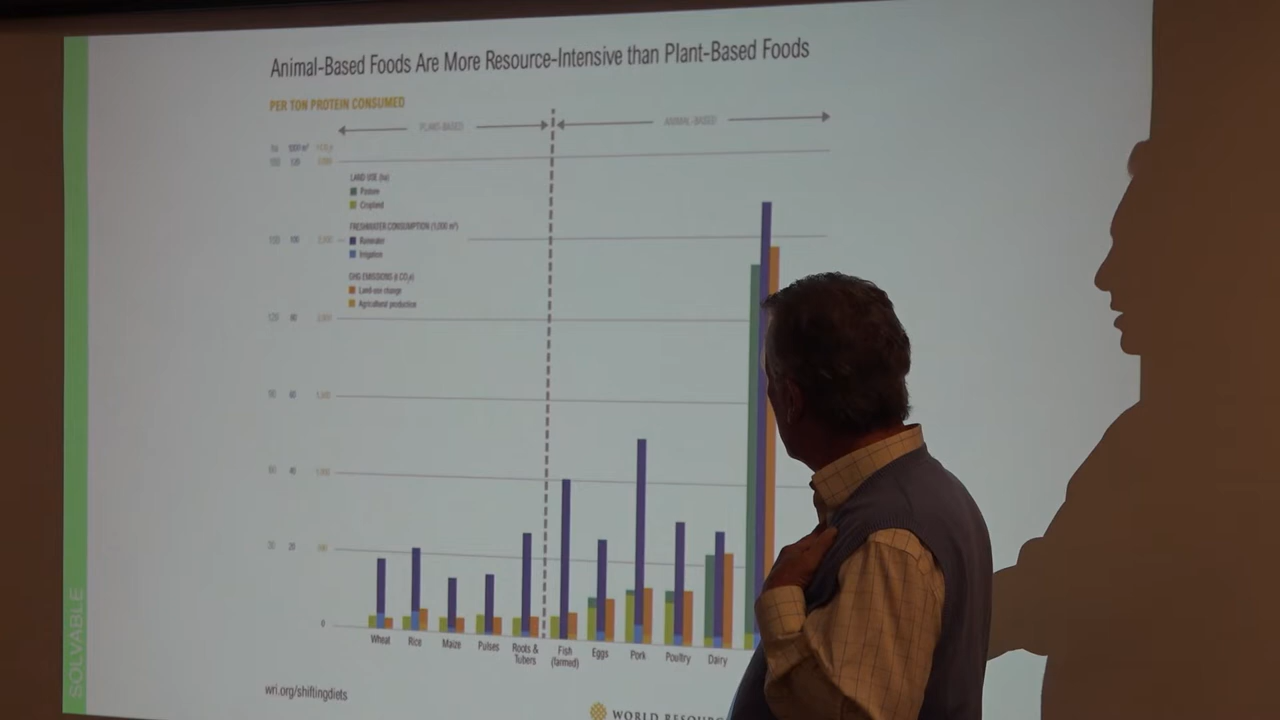 Animal-Based Foods Are More Resource-Intensive than Plant-Based Foods
PER TON PROTEIN CONSUMED
PLANT-BASED
ANIMAL-BASED
ha 1000 m³
LAND USE (ha)
Pasture
Cropland
FRESHWATER CONSUMPTION (1,000 m³)
Rainwater
Irrigation
GHG EMISSIONS (t CO₂e)
Land-use change
Agricultural production
0
Wheat Rice Maize Pulses Roots & Tubers Fish (farmed) Eggs Pork Poultry Dairy
wri.org/shiftingdiets
WORLD RESOURC
SOLVABLE